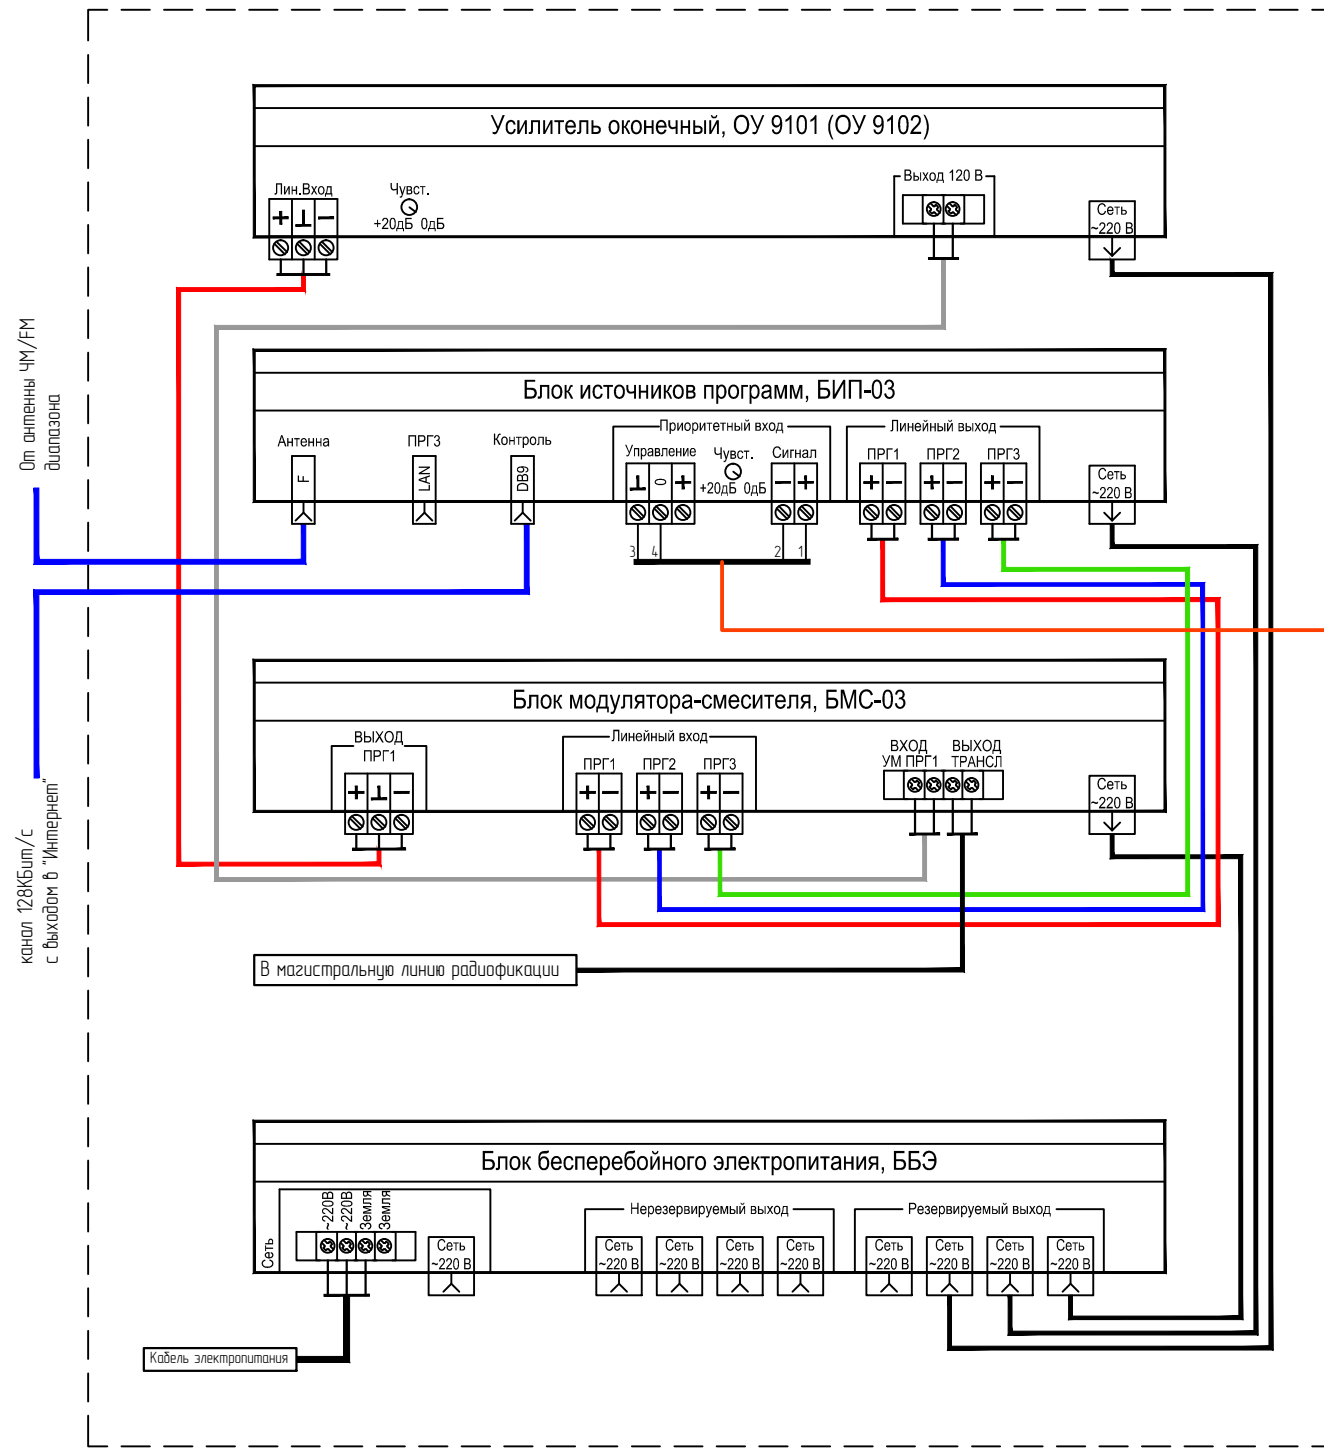 Усилитель оконечный, ОУ 9101 (ОУ 9102)
Лин.Вход
+ ⊥ −
Чувст.
+20дБ 0дБ
Выход 120 В
Сеть
~220 В
От антенны ЧМ/FM
диапазона
Блок источников программ, БИП-03
Антенна
F
ПРГ3
LAN
Контроль
DB9
Приоритетный вход
Управление
⊥ 0 +
Чувст.
+20дБ 0дБ
Сигнал
− +
3 4 2 1
Линейный выход
ПРГ1 ПРГ2 ПРГ3
+ − + − + −
Сеть
~220 В
канал 128КБит/с
с выходом в "Интернет"
Блок модулятора-смесителя, БМС-03
ВЫХОД
ПРГ1
+ ⊥ −
Линейный вход
ПРГ1 ПРГ2 ПРГ3
+ − + − + −
ВХОД
УМ ПРГ1
ВЫХОД
ТРАНСЛ
Сеть
~220 В
В магистральную линию радиофикации
Блок бесперебойного электропитания, ББЭ
Сеть
~220В
~220В
Земля
Земля
Сеть
~220 В
Нерезервируемый выход
Сеть Сеть Сеть Сеть
~220 В ~220 В ~220 В ~220 В
Резервируемый выход
Сеть Сеть Сеть Сеть
~220 В ~220 В ~220 В ~220 В
Кабель электропитания